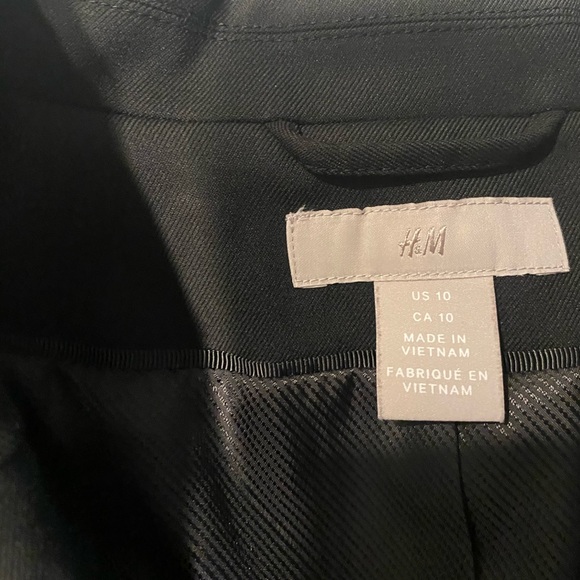 H&M
US 10
CA 10
MADE IN
VIETNAM
FABRIQUÉ EN
VIETNAM